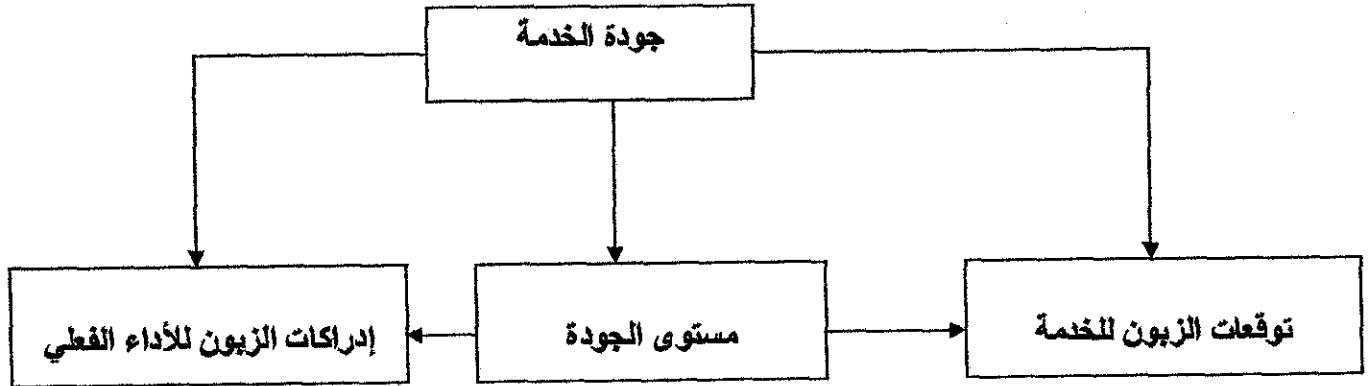 جودة الخدمة
توقعات الزبون للخدمة
مستوى الجودة
إدراكات الزبون للأداء الفعلي